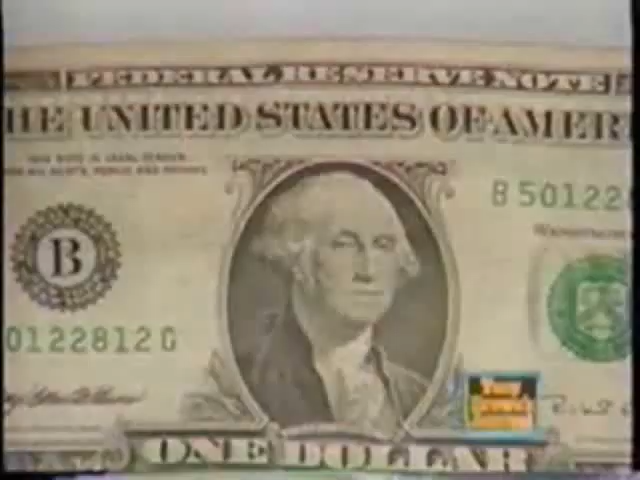 FEDERAL RESERVE NOTE
HE UNITED STATES OF AMER
THIS NOTE IS LEGAL TENDER
FOR ALL DEBTS, PUBLIC AND PRIVATE
B 501228
WASHINGTON
B
0122812 G
ONE DOLLAR